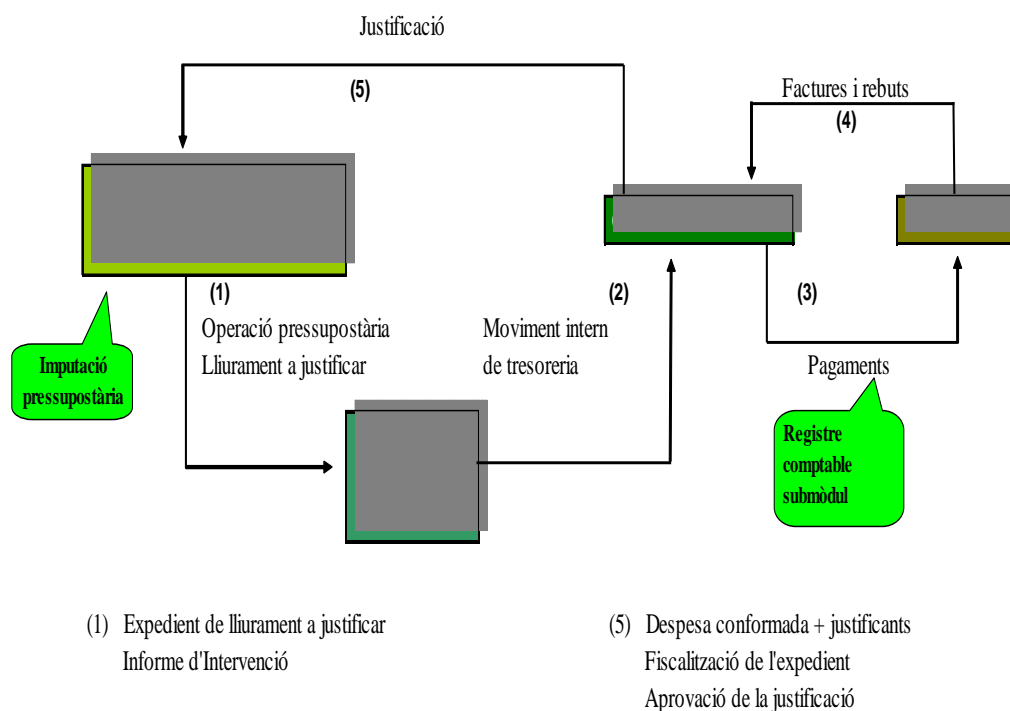 Justificació
(5)
Factures i rebuts
(4)
(1)
Operació pressupostària
Lliurament a justificar
(2)
Moviment intern
de tresoreria
(3)
Pagaments
Imputació
pressupostària
Registre
comptable
submòdul
(1) Expedient de lliurament a justificar
Informe d'Intervenció
(5) Despesa conformada + justificants
Fiscalització de l'expedient
Aprovació de la justificació